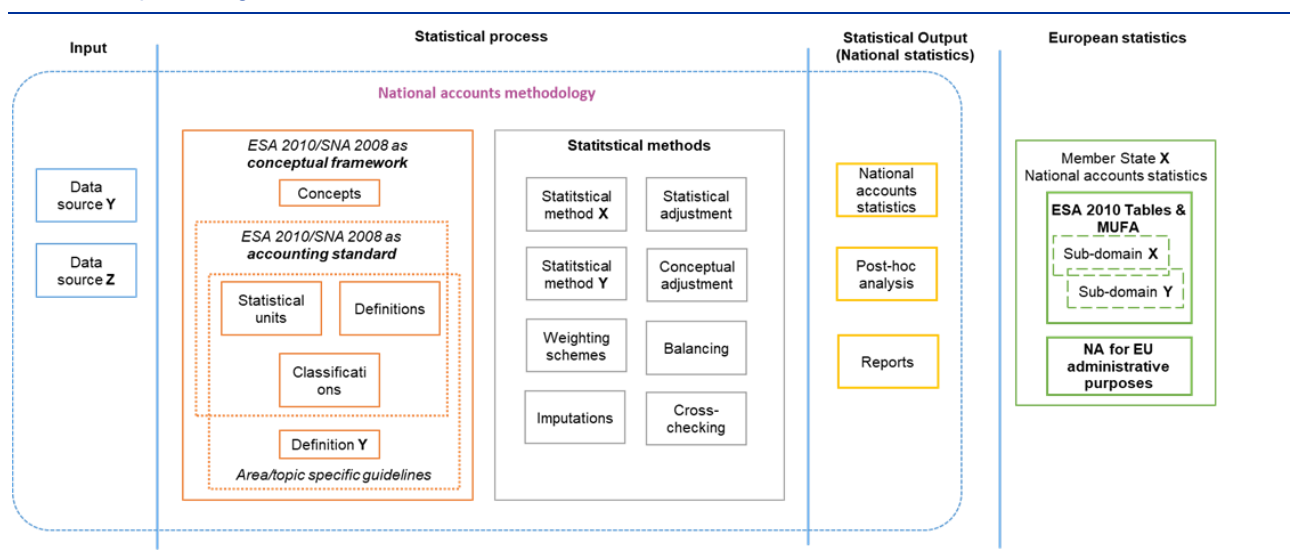 Input
Statistical process
Statistical Output
(National statistics)
European statistics
National accounts methodology
Data
source Y
Data
source Z
ESA 2010/SNA 2008 as
conceptual framework
Concepts
ESA 2010/SNA 2008 as
accounting standard
Statistical
units
Definitions
Classificati
ons
Definition Y
Area/topic specific guidelines
Statitstical methods
Statitstical
method X
Statistical
adjustment
Statitstical
method Y
Conceptual
adjustment
Weighting
schemes
Balancing
Imputations
Cross-
checking
National
accounts
statistics
Post-hoc
analysis
Reports
Member State X
National accounts statistics
ESA 2010 Tables &
MUFA
Sub-domain X
Sub-domain Y
NA for EU
administrative
purposes